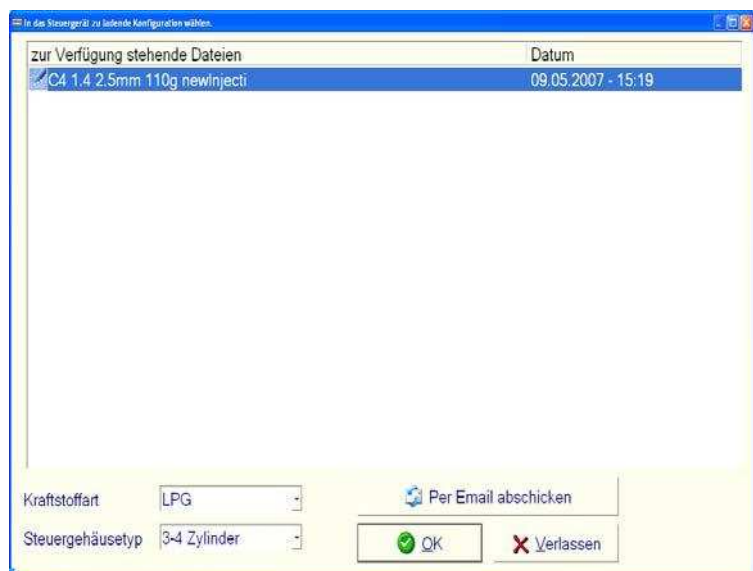 In das Steuergerät zu ladende Konfiguration wählen.
zur Verfügung stehende Dateien Datum
C4 1.4 2.5mm 110g newInjecti 09.05.2007 - 15:19
Kraftstoffart LPG Per Email abschicken
Steuergehäusetyp 3-4 Zylinder OK Verlassen